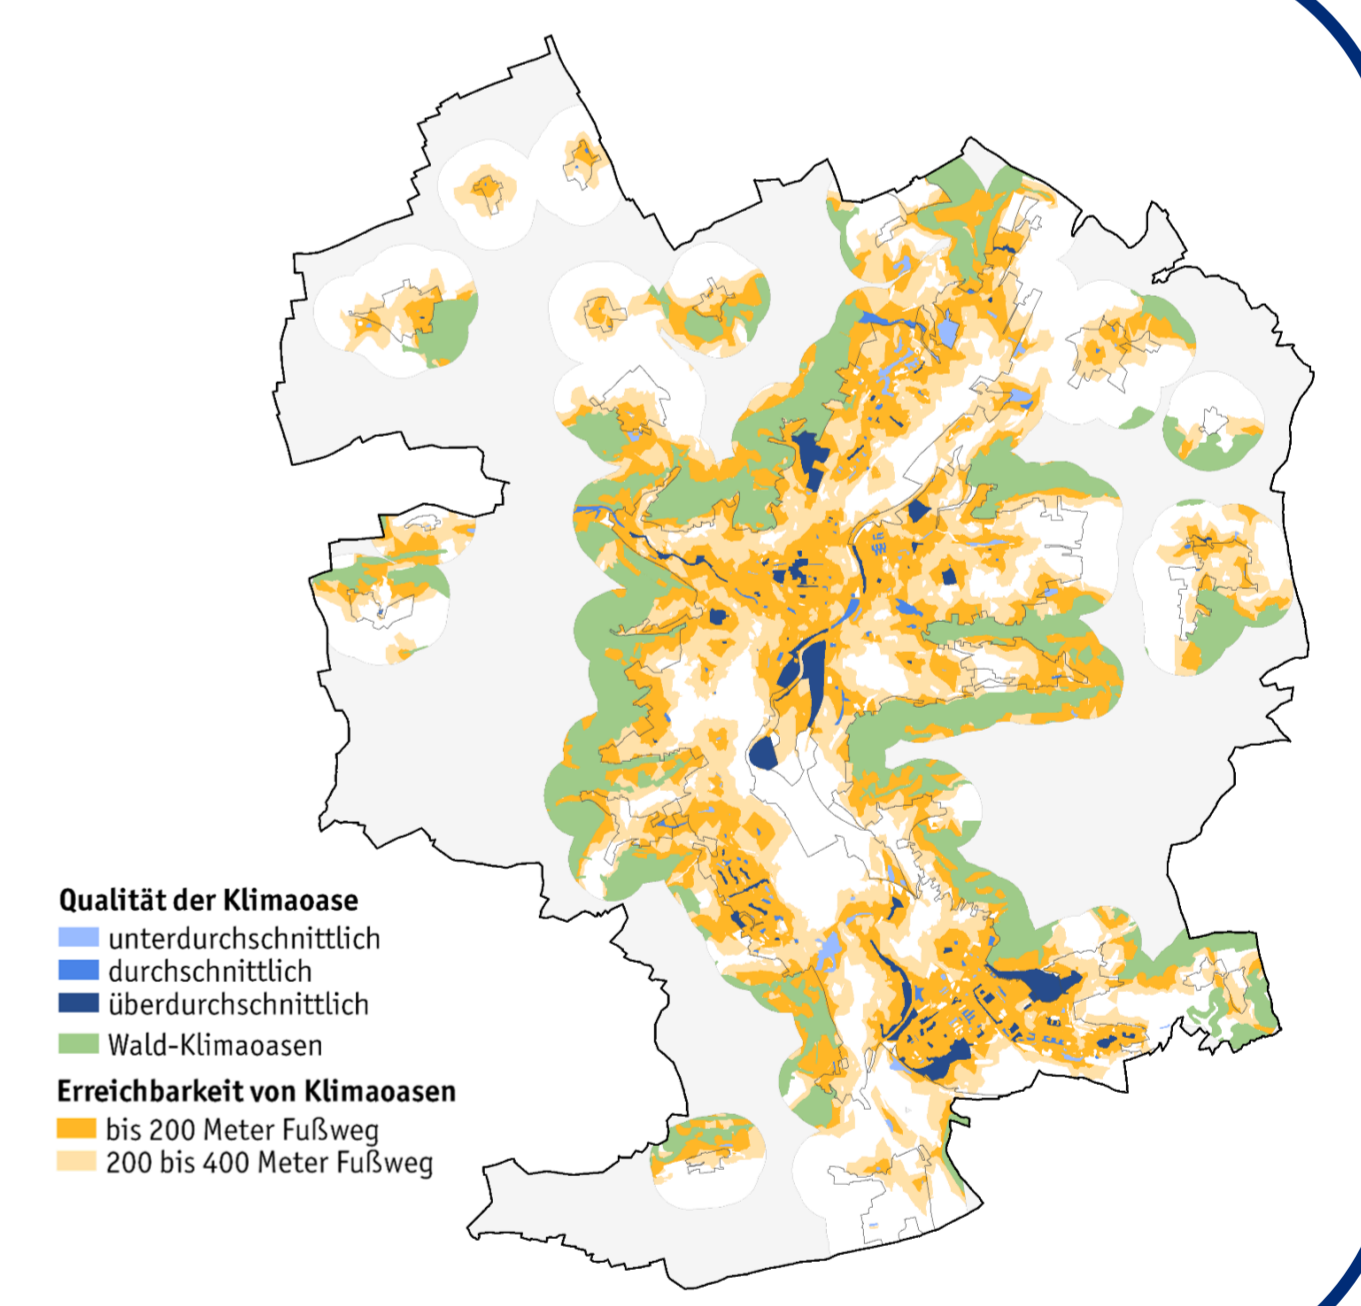 Qualität der Klimaoase
unterdurchschnittlich
durchschnittlich
überdurchschnittlich
Wald-Klimaoasen
Erreichbarkeit von Klimaoasen
bis 200 Meter Fußweg
200 bis 400 Meter Fußweg